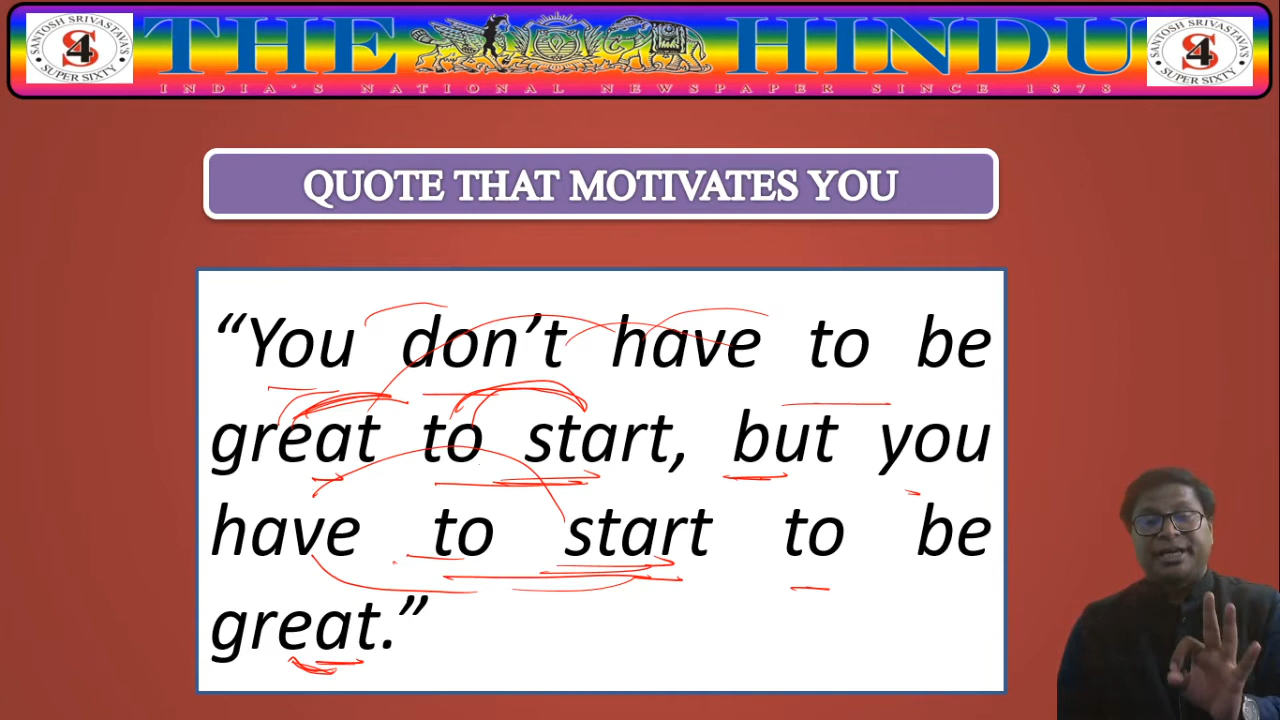 THE HINDU
INDIA'S NATIONAL NEWSPAPER SINCE 1878
SANTOSH SRIVASTAVA'S
S4
SUPER SIXTY
SANTOSH SRIVASTAVA'S
S4
SUPER SIXTY
QUOTE THAT MOTIVATES YOU
“You don’t have to be
great to start, but you
have to start to be
great.”